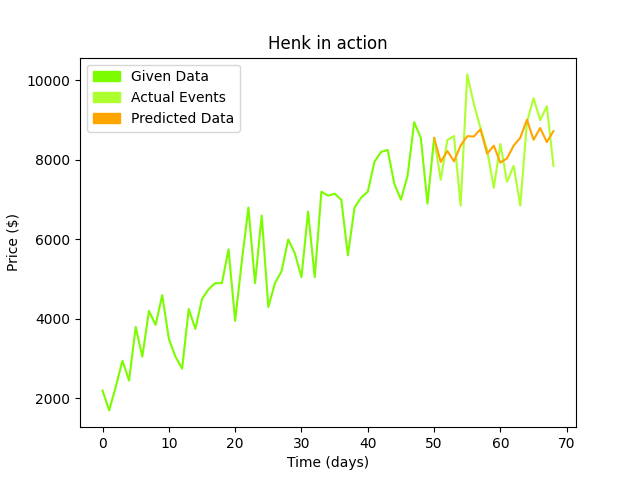 Henk in action
Given Data
Actual Events
Predicted Data
Price ($)
10000
8000
6000
4000
2000
0 10 20 30 40 50 60 70
Time (days)